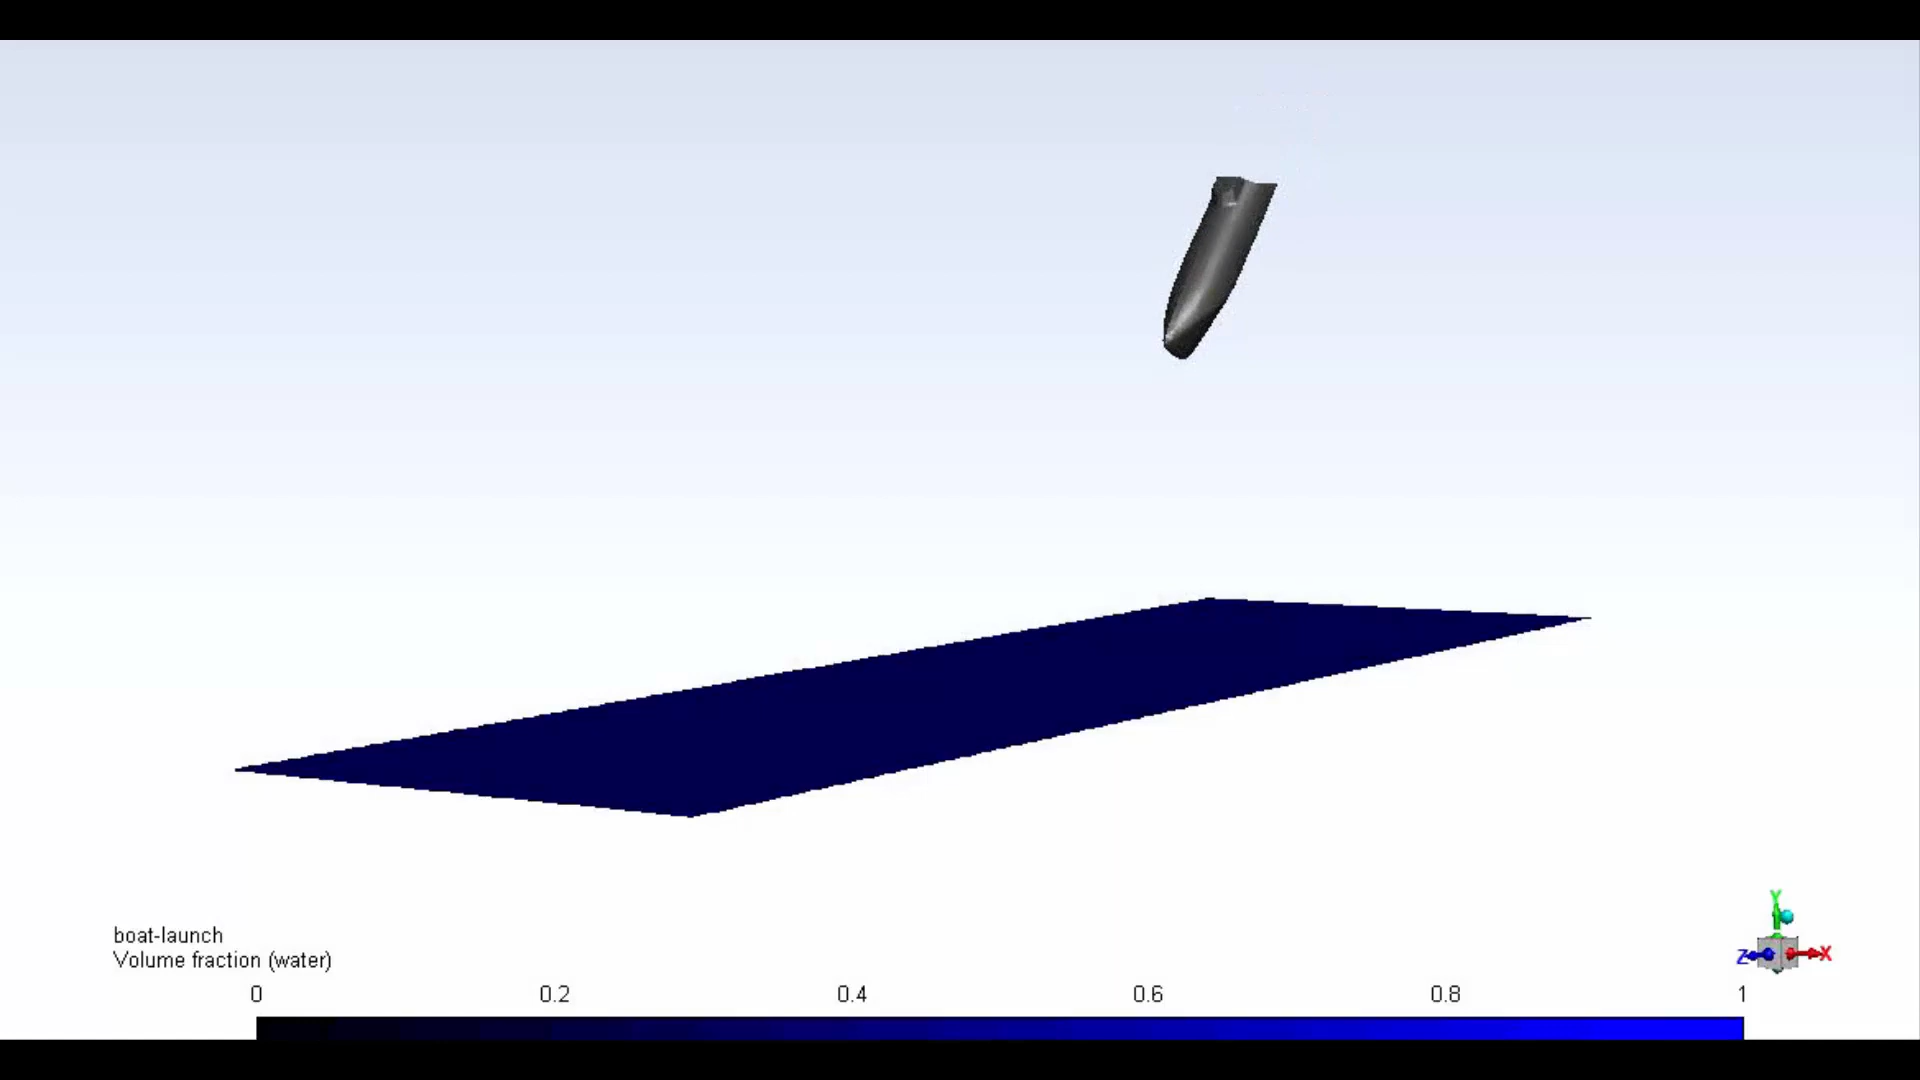 Y
Z X
boat-launch
Volume fraction (water)
0 0.2 0.4 0.6 0.8 1